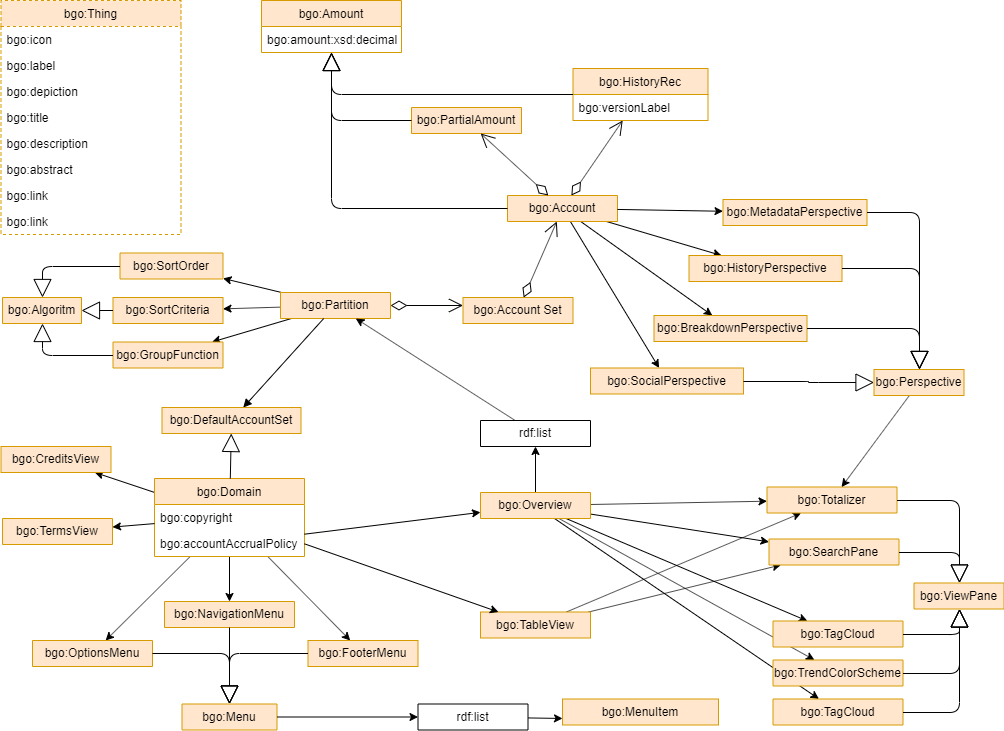 bgo:Thing
bgo:icon
bgo:label
bgo:depiction
bgo:title
bgo:description
bgo:abstract
bgo:link
bgo:link
bgo:Amount
bgo:amount:xsd:decimal
bgo:HistoryRec
bgo:versionLabel
bgo:PartialAmount
bgo:Account
bgo:MetadataPerspective
bgo:HistoryPerspective
bgo:BreakdownPerspective
bgo:SocialPerspective
bgo:Perspective
bgo:SortOrder
bgo:Algoritm
bgo:SortCriteria
bgo:GroupFunction
bgo:Partition
bgo:Account Set
bgo:DefaultAccountSet
rdf:list
bgo:CreditsView
bgo:TermsView
bgo:Domain
bgo:copyright
bgo:accountAccrualPolicy
bgo:Overview
bgo:Totalizer
bgo:SearchPane
bgo:ViewPane
bgo:TableView
bgo:TagCloud
bgo:TrendColorScheme
bgo:TagCloud
bgo:NavigationMenu
bgo:OptionsMenu
bgo:FooterMenu
bgo:Menu
rdf:list
bgo:MenuItem